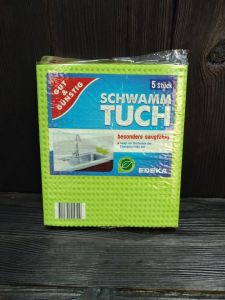 5 Stück
GUT &
GÜNSTIG
SCHWAMM
TUCH
besonders saugfähig
EDEKA